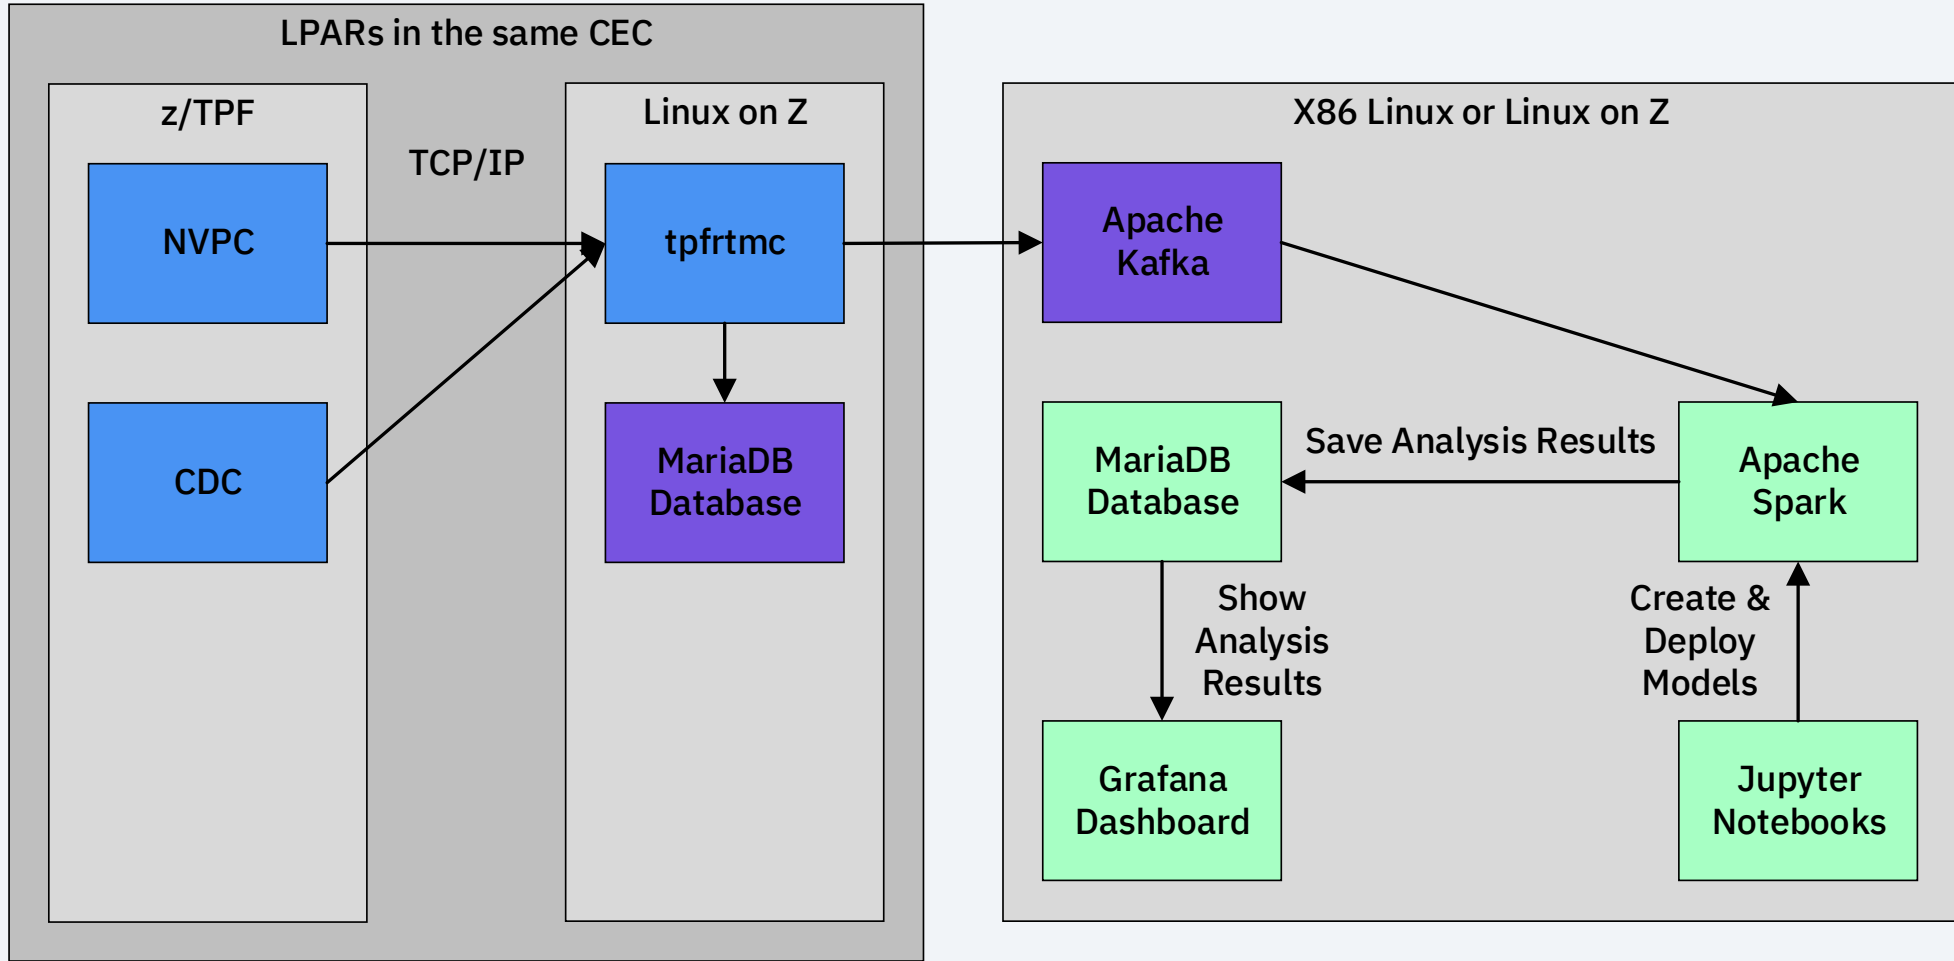 LPARs in the same CEC
z/TPF
NVPC
CDC
TCP/IP
Linux on Z
tpfrtmc
MariaDB
Database
X86 Linux or Linux on Z
Apache
Kafka
MariaDB
Database
Save Analysis Results
Apache
Spark
Show
Analysis
Results
Create &
Deploy
Models
Grafana
Dashboard
Jupyter
Notebooks